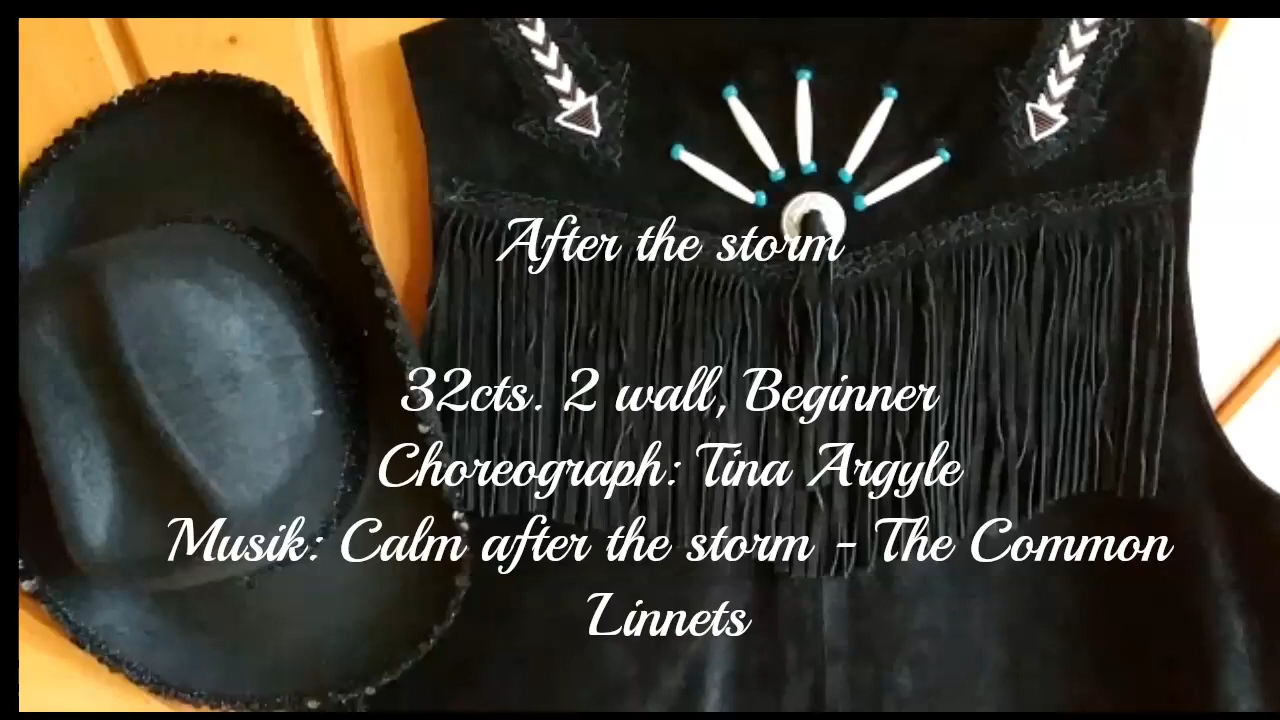 After the storm
32cts. 2 wall, Beginner
Choreograph: Tina Argyle
Musik: Calm after the storm - The Common
Linnets